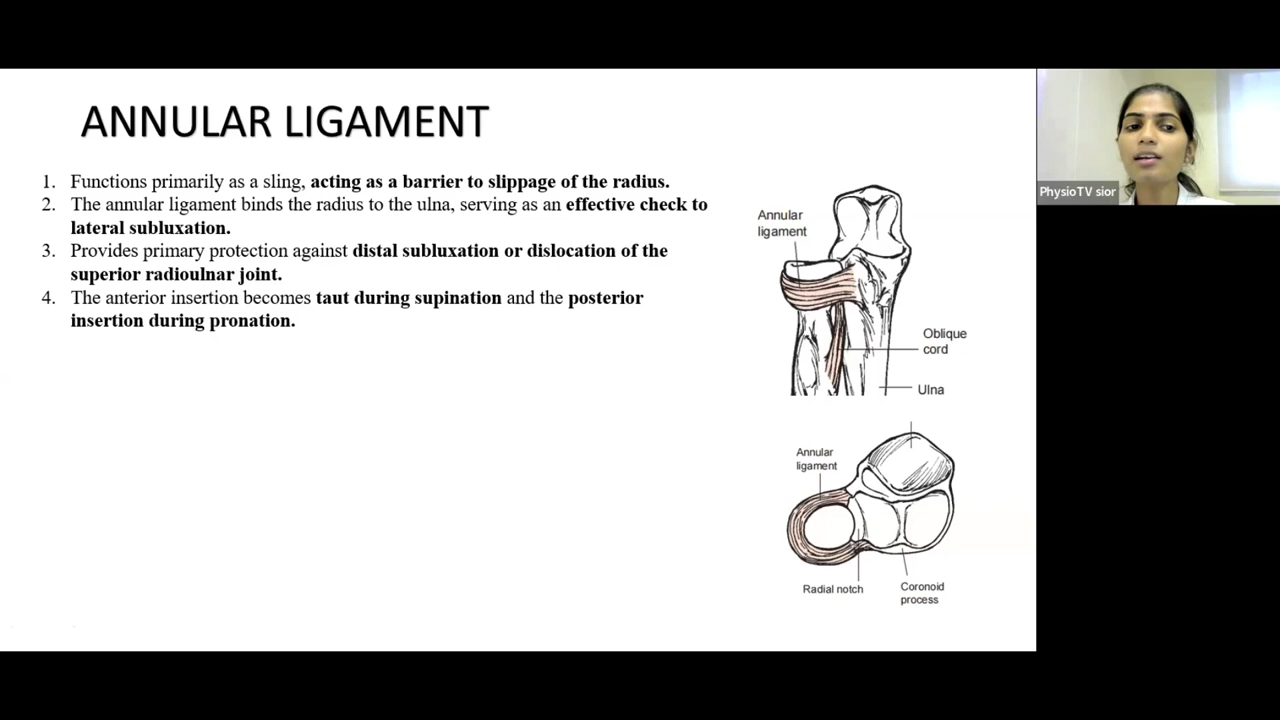 ANNULAR LIGAMENT
1. Functions primarily as a sling, acting as a barrier to slippage of the radius.
2. The annular ligament binds the radius to the ulna, serving as an effective check to
lateral subluxation.
3. Provides primary protection against distal subluxation or dislocation of the
superior radioulnar joint.
4. The anterior insertion becomes taut during supination and the posterior
insertion during pronation.
Annular
ligament
Oblique
cord
Ulna
Annular
ligament
Radial notch
Coronoid
process
PhysioTV sior